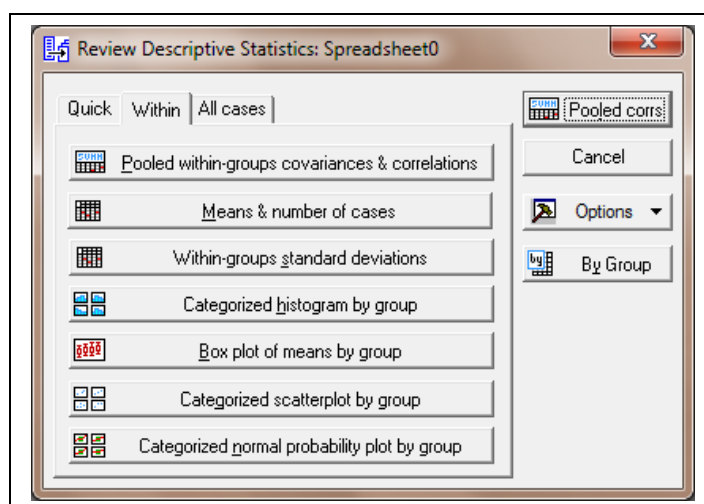 Review Descriptive Statistics: Spreadsheet0
Quick Within All cases
Pooled within-groups covariances & correlations
Means & number of cases
Within-groups standard deviations
Categorized histogram by group
Box plot of means by group
Categorized scatterplot by group
Categorized normal probability plot by group
Pooled corrs
Cancel
Options
By Group